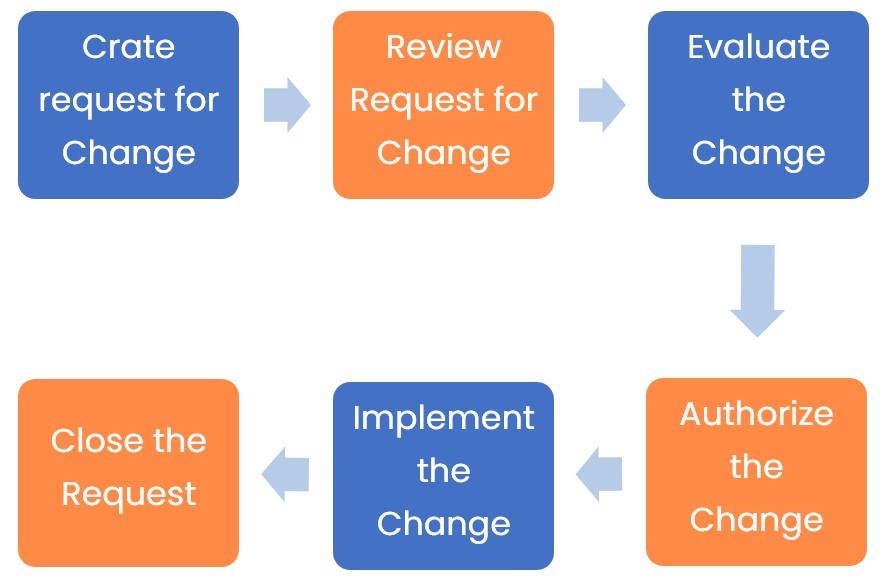 Crate
request for
Change
Review
Request for
Change
Evaluate
the
Change
Authorize
the
Change
Implement
the
Change
Close the
Request